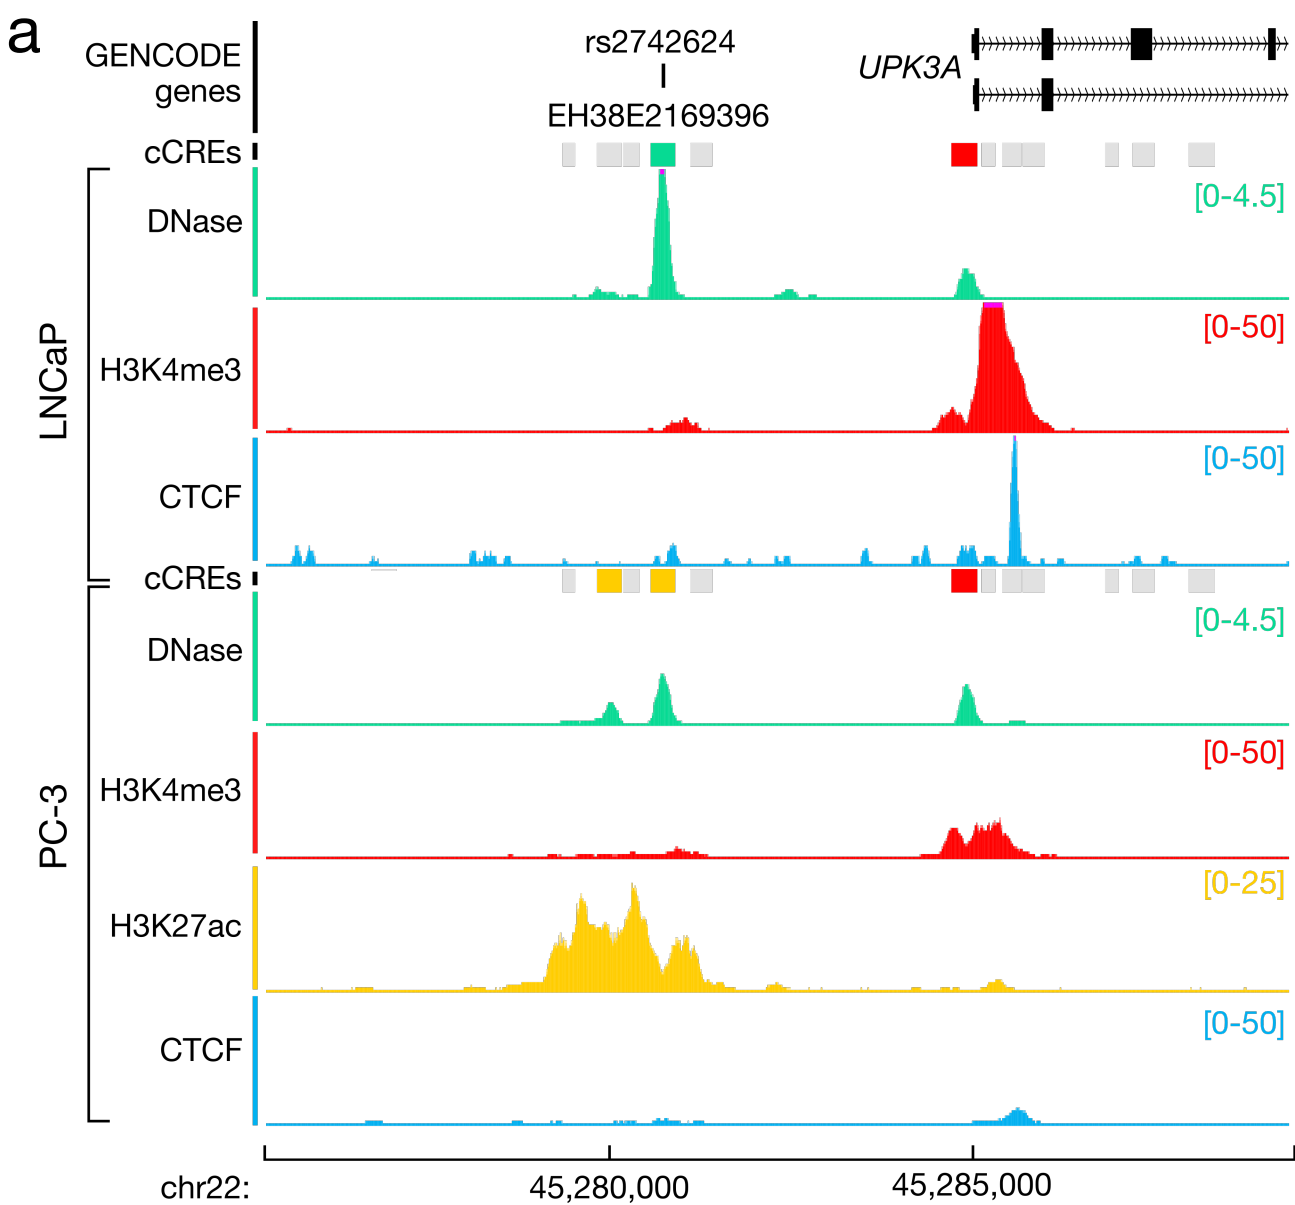 a
GENCODE
genes
rs2742624
EH38E2169396
UPK3A
cCREs
LNCaP
DNase
[0-4.5]
H3K4me3
[0-50]
CTCF
[0-50]
cCREs
PC-3
DNase
[0-4.5]
H3K4me3
[0-50]
H3K27ac
[0-25]
CTCF
[0-50]
chr22:
45,280,000
45,285,000